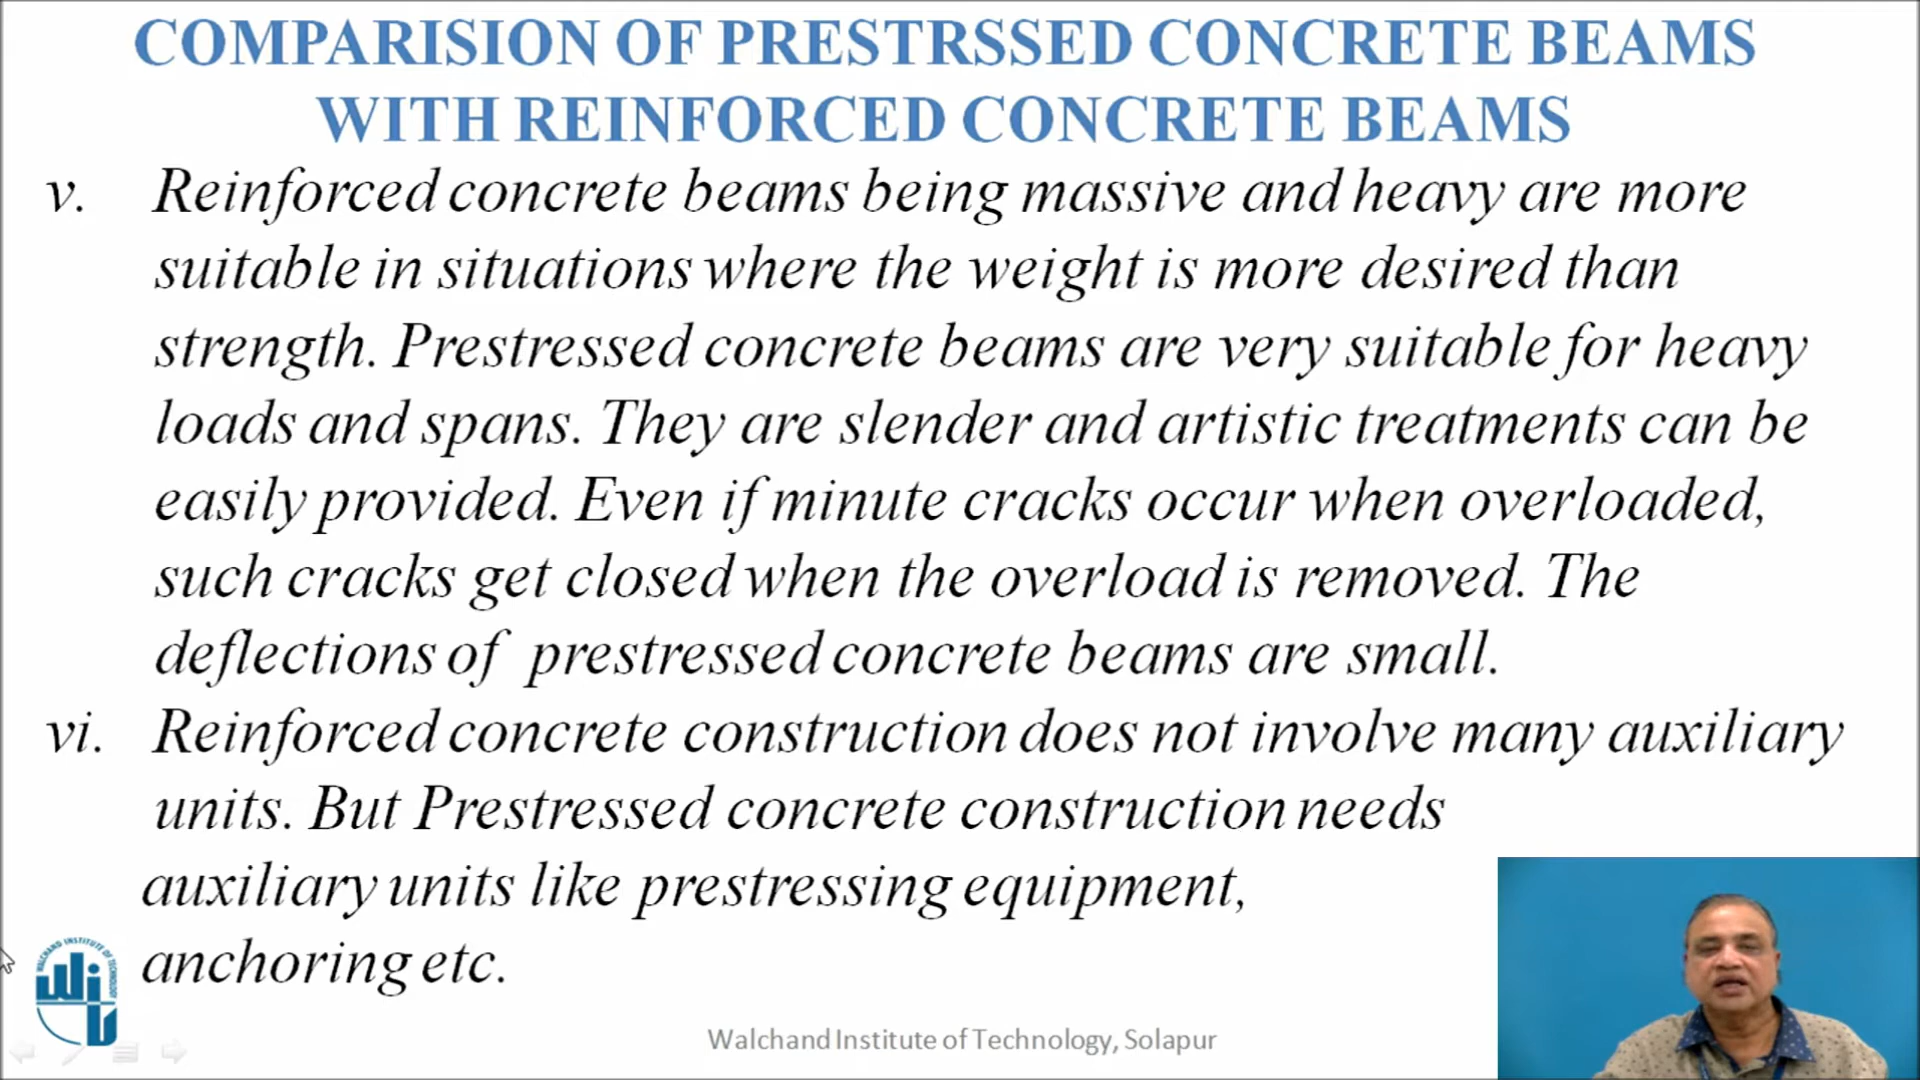 COMPARISION OF PRESTRSSED CONCRETE BEAMS
WITH REINFORCED CONCRETE BEAMS
v. Reinforced concrete beams being massive and heavy are more
suitable in situations where the weight is more desired than
strength. Prestressed concrete beams are very suitable for heavy
loads and spans. They are slender and artistic treatments can be
easily provided. Even if minute cracks occur when overloaded,
such cracks get closed when the overload is removed. The
deflections of prestressed concrete beams are small.
vi. Reinforced concrete construction does not involve many auxiliary
units. But Prestressed concrete construction needs
auxiliary units like prestressing equipment,
anchoring etc.
WALCHAND INSTITUTE OF TECHNOLOGY
WIT
Walchand Institute of Technology, Solapur